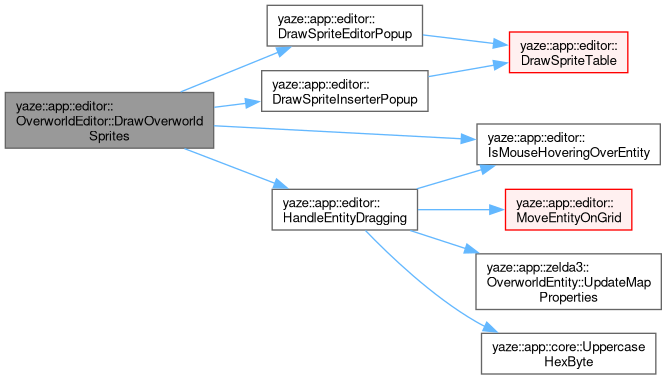 yaze::app::editor::
OverworldEditor::DrawOverworld
Sprites
yaze::app::editor::
DrawSpriteEditorPopup
yaze::app::editor::
DrawSpriteInserterPopup
yaze::app::editor::
DrawSpriteTable
yaze::app::editor::
IsMouseHoveringOverEntity
yaze::app::editor::
HandleEntityDragging
yaze::app::editor::
MoveEntityOnGrid
yaze::app::zelda3::
OverworldEntity::UpdateMap
Properties
yaze::app::core::Uppercase
HexByte